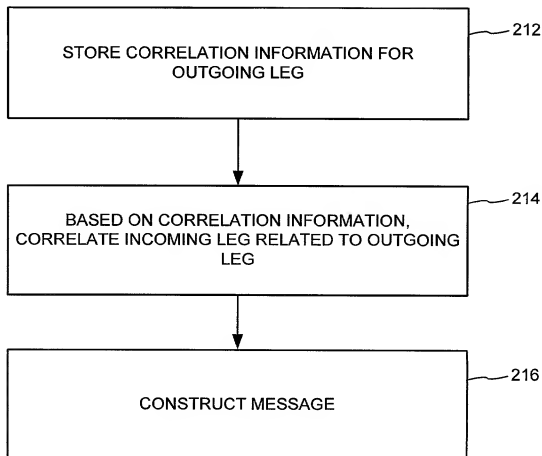 STORE CORRELATION INFORMATION FOR
OUTGOING LEG
212
BASED ON CORRELATION INFORMATION,
CORRELATE INCOMING LEG RELATED TO OUTGOING
LEG
214
CONSTRUCT MESSAGE
216